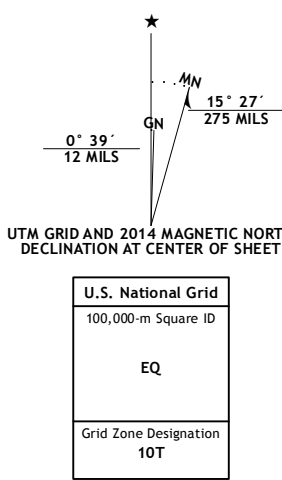 ★
MN
GN
15° 27´
275 MILS
0° 39´
12 MILS
UTM GRID AND 2014 MAGNETIC NORT
DECLINATION AT CENTER OF SHEET
U.S. National Grid
100,000-m Square ID
EQ
Grid Zone Designation
10T